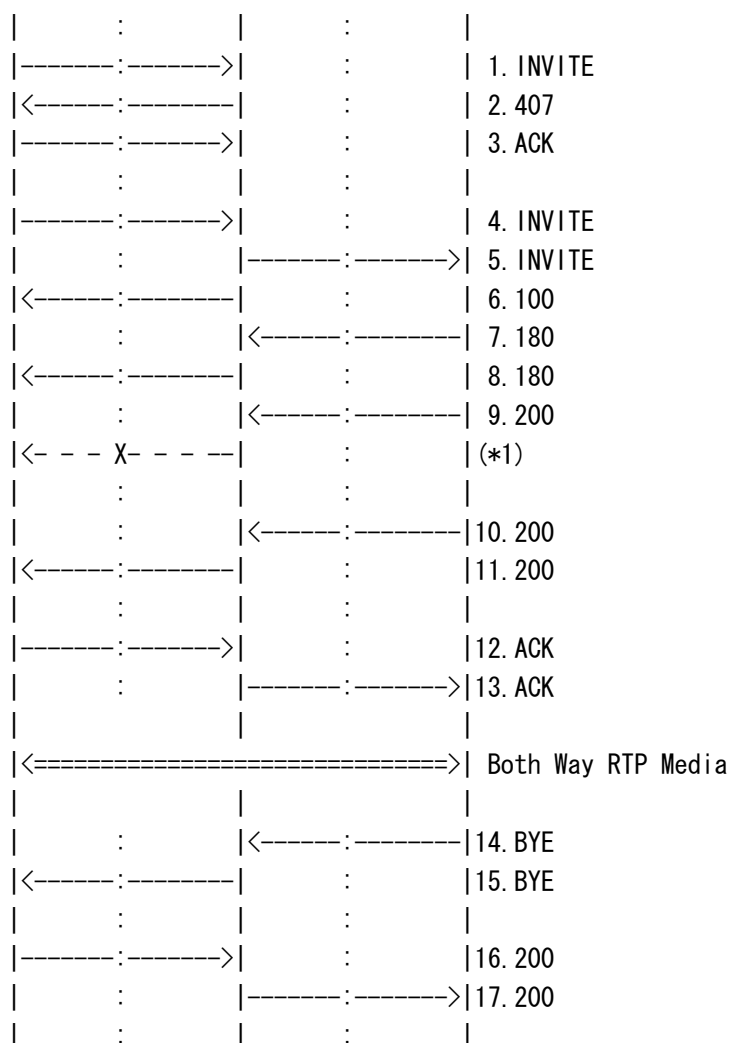 |       :       |       :       |
|-------:------->|       :       | 1. INVITE
|<------:--------|       :       | 2. 407
|-------:------->|       :       | 3. ACK
|       :       |       :       |
|-------:------->|       :       | 4. INVITE
|       :       |-------:------->| 5. INVITE
|<------:--------|       :       | 6. 100
|       :       |<------:--------| 7. 180
|<------:--------|       :       | 8. 180
|       :       |<------:--------| 9. 200
|<- - - X- - - --|       :       |(*1)
|       :       |       :       |
|       :       |<------:--------|10. 200
|<------:--------|       :       |11. 200
|       :       |       :       |
|-------:------->|       :       |12. ACK
|       :       |-------:------->|13. ACK
|               |               |
|<===============================>| Both Way RTP Media
|               |               |
|       :       |<------:--------|14. BYE
|<------:--------|       :       |15. BYE
|       :       |       :       |
|-------:------->|       :       |16. 200
|       :       |-------:------->|17. 200
|       :       |       :       |